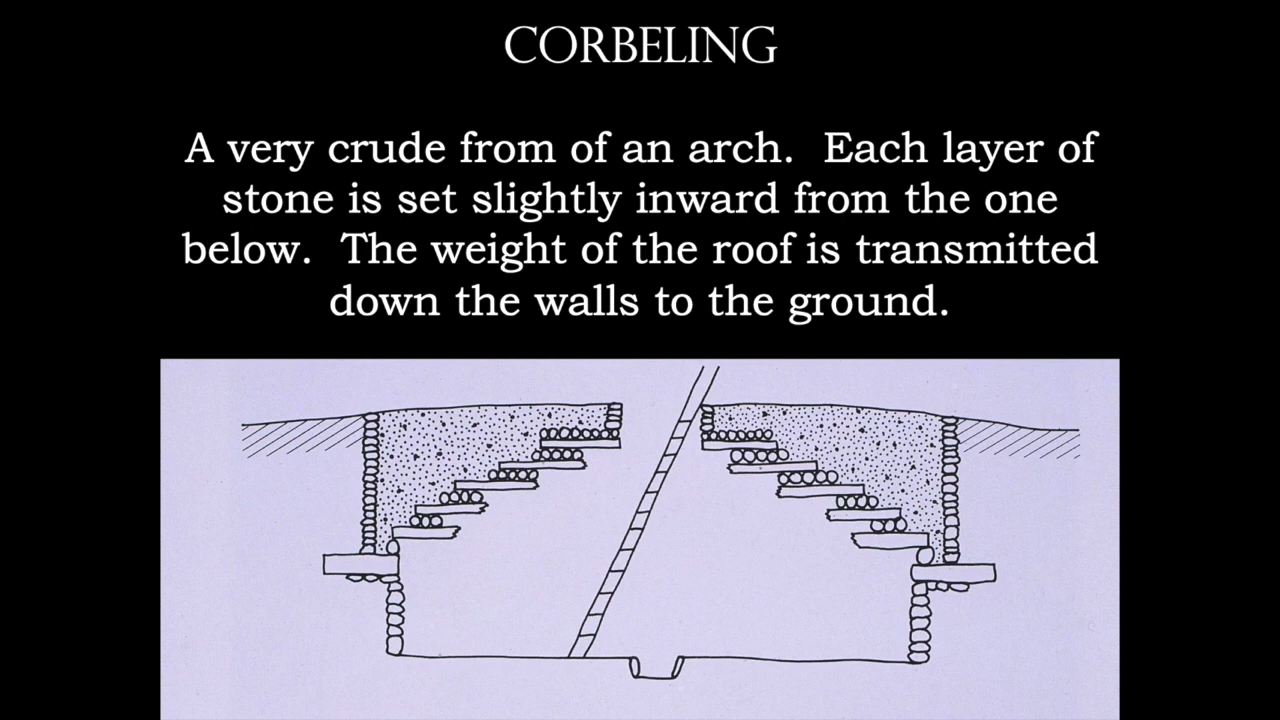 CORBELING
A very crude from of an arch.  Each layer of
stone is set slightly inward from the one
below.  The weight of the roof is transmitted
down the walls to the ground.